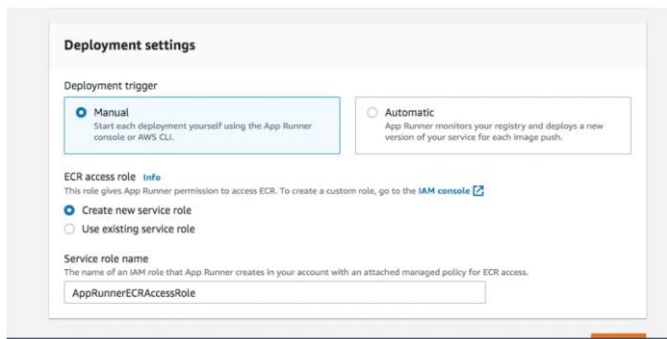 Deployment settings
Deployment trigger
Manual
Start each deployment yourself using the App Runner
console or AWS CLI.
Automatic
App Runner monitors your registry and deploys a new
version of your service for each image push.
ECR access role Info
This role gives App Runner permission to access ECR. To create a custom role, go to the IAM console
Create new service role
Use existing service role
Service role name
The name of an IAM role that App Runner creates in your account with an attached managed policy for ECR access.
AppRunnerECRAccessRole